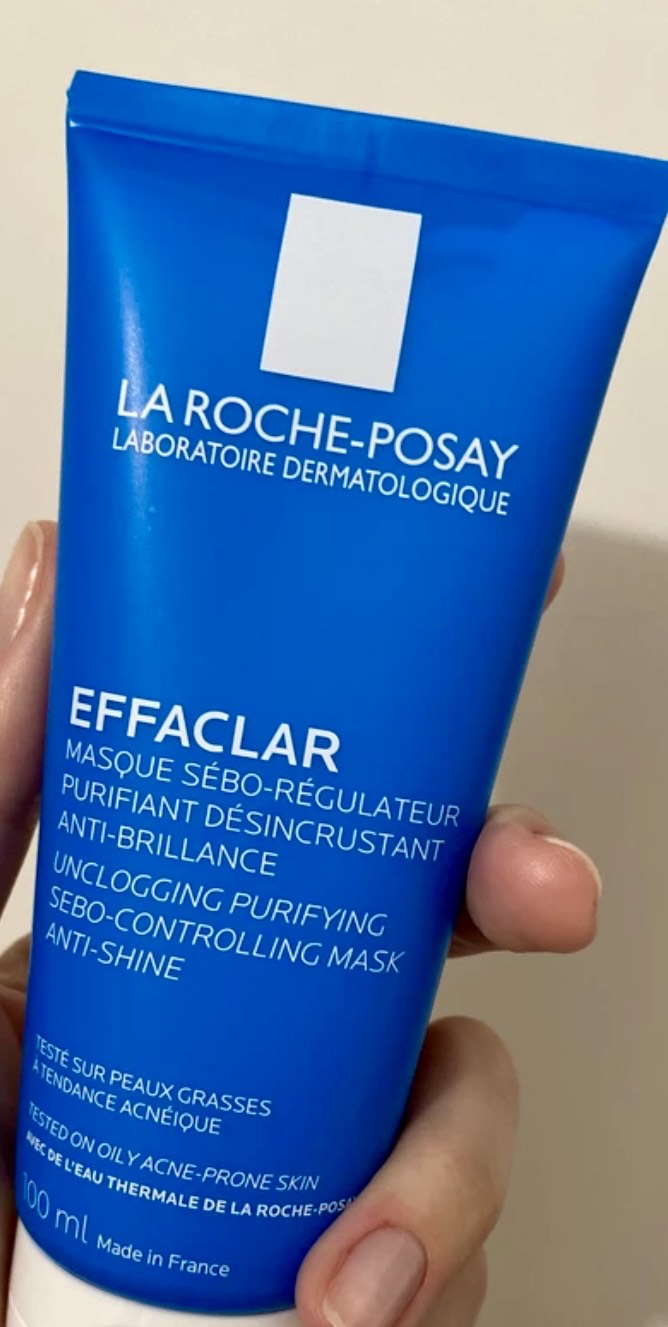 LA ROCHE-POSAY
LABORATOIRE DERMATOLOGIQUE
EFFACLAR
MASQUE SÉBO-RÉGULATEUR
PURIFIANT DÉSINCRUSTANT
ANTI-BRILLANCE
UNCLOGGING PURIFYING
SEBO-CONTROLLING MASK
ANTI-SHINE
TESTÉ SUR PEAUX GRASSES
À TENDANCE ACNÉIQUE
TESTED ON OILY ACNE-PRONE SKIN
AVEC DE L'EAU THERMALE DE LA ROCHE-POSAY
100 ml Made in France